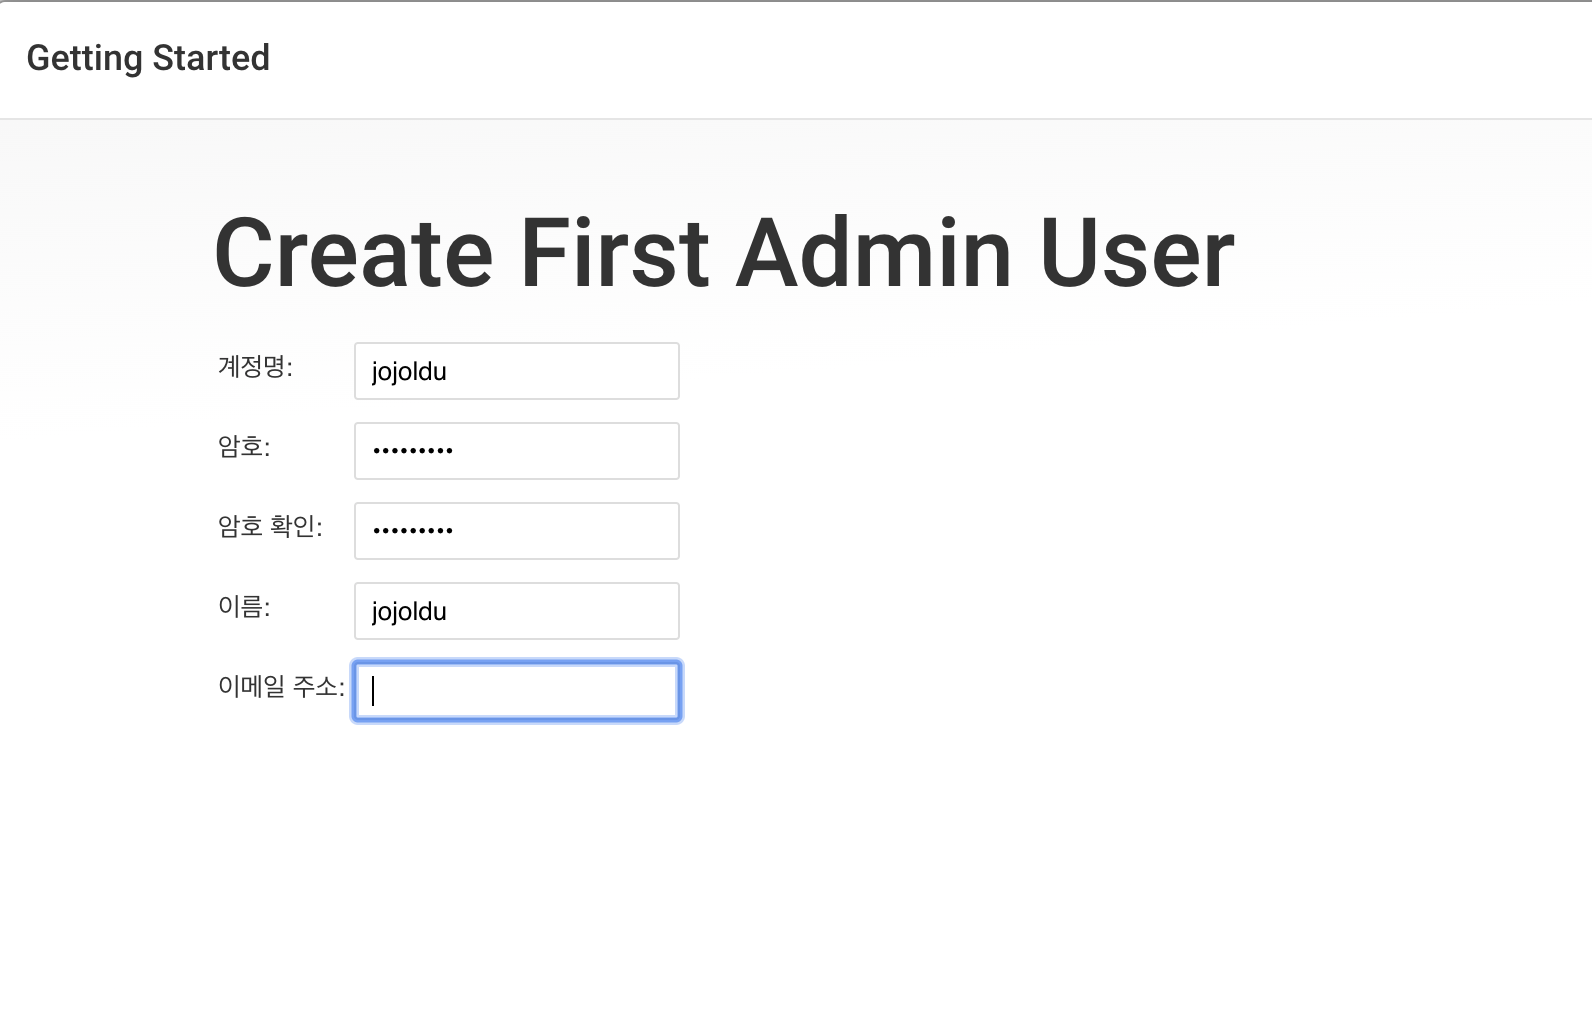 Getting Started
Create First Admin User
계정명: jojoldu
암호: •••••••••
암호 확인: •••••••••
이름: jojoldu
이메일 주소: